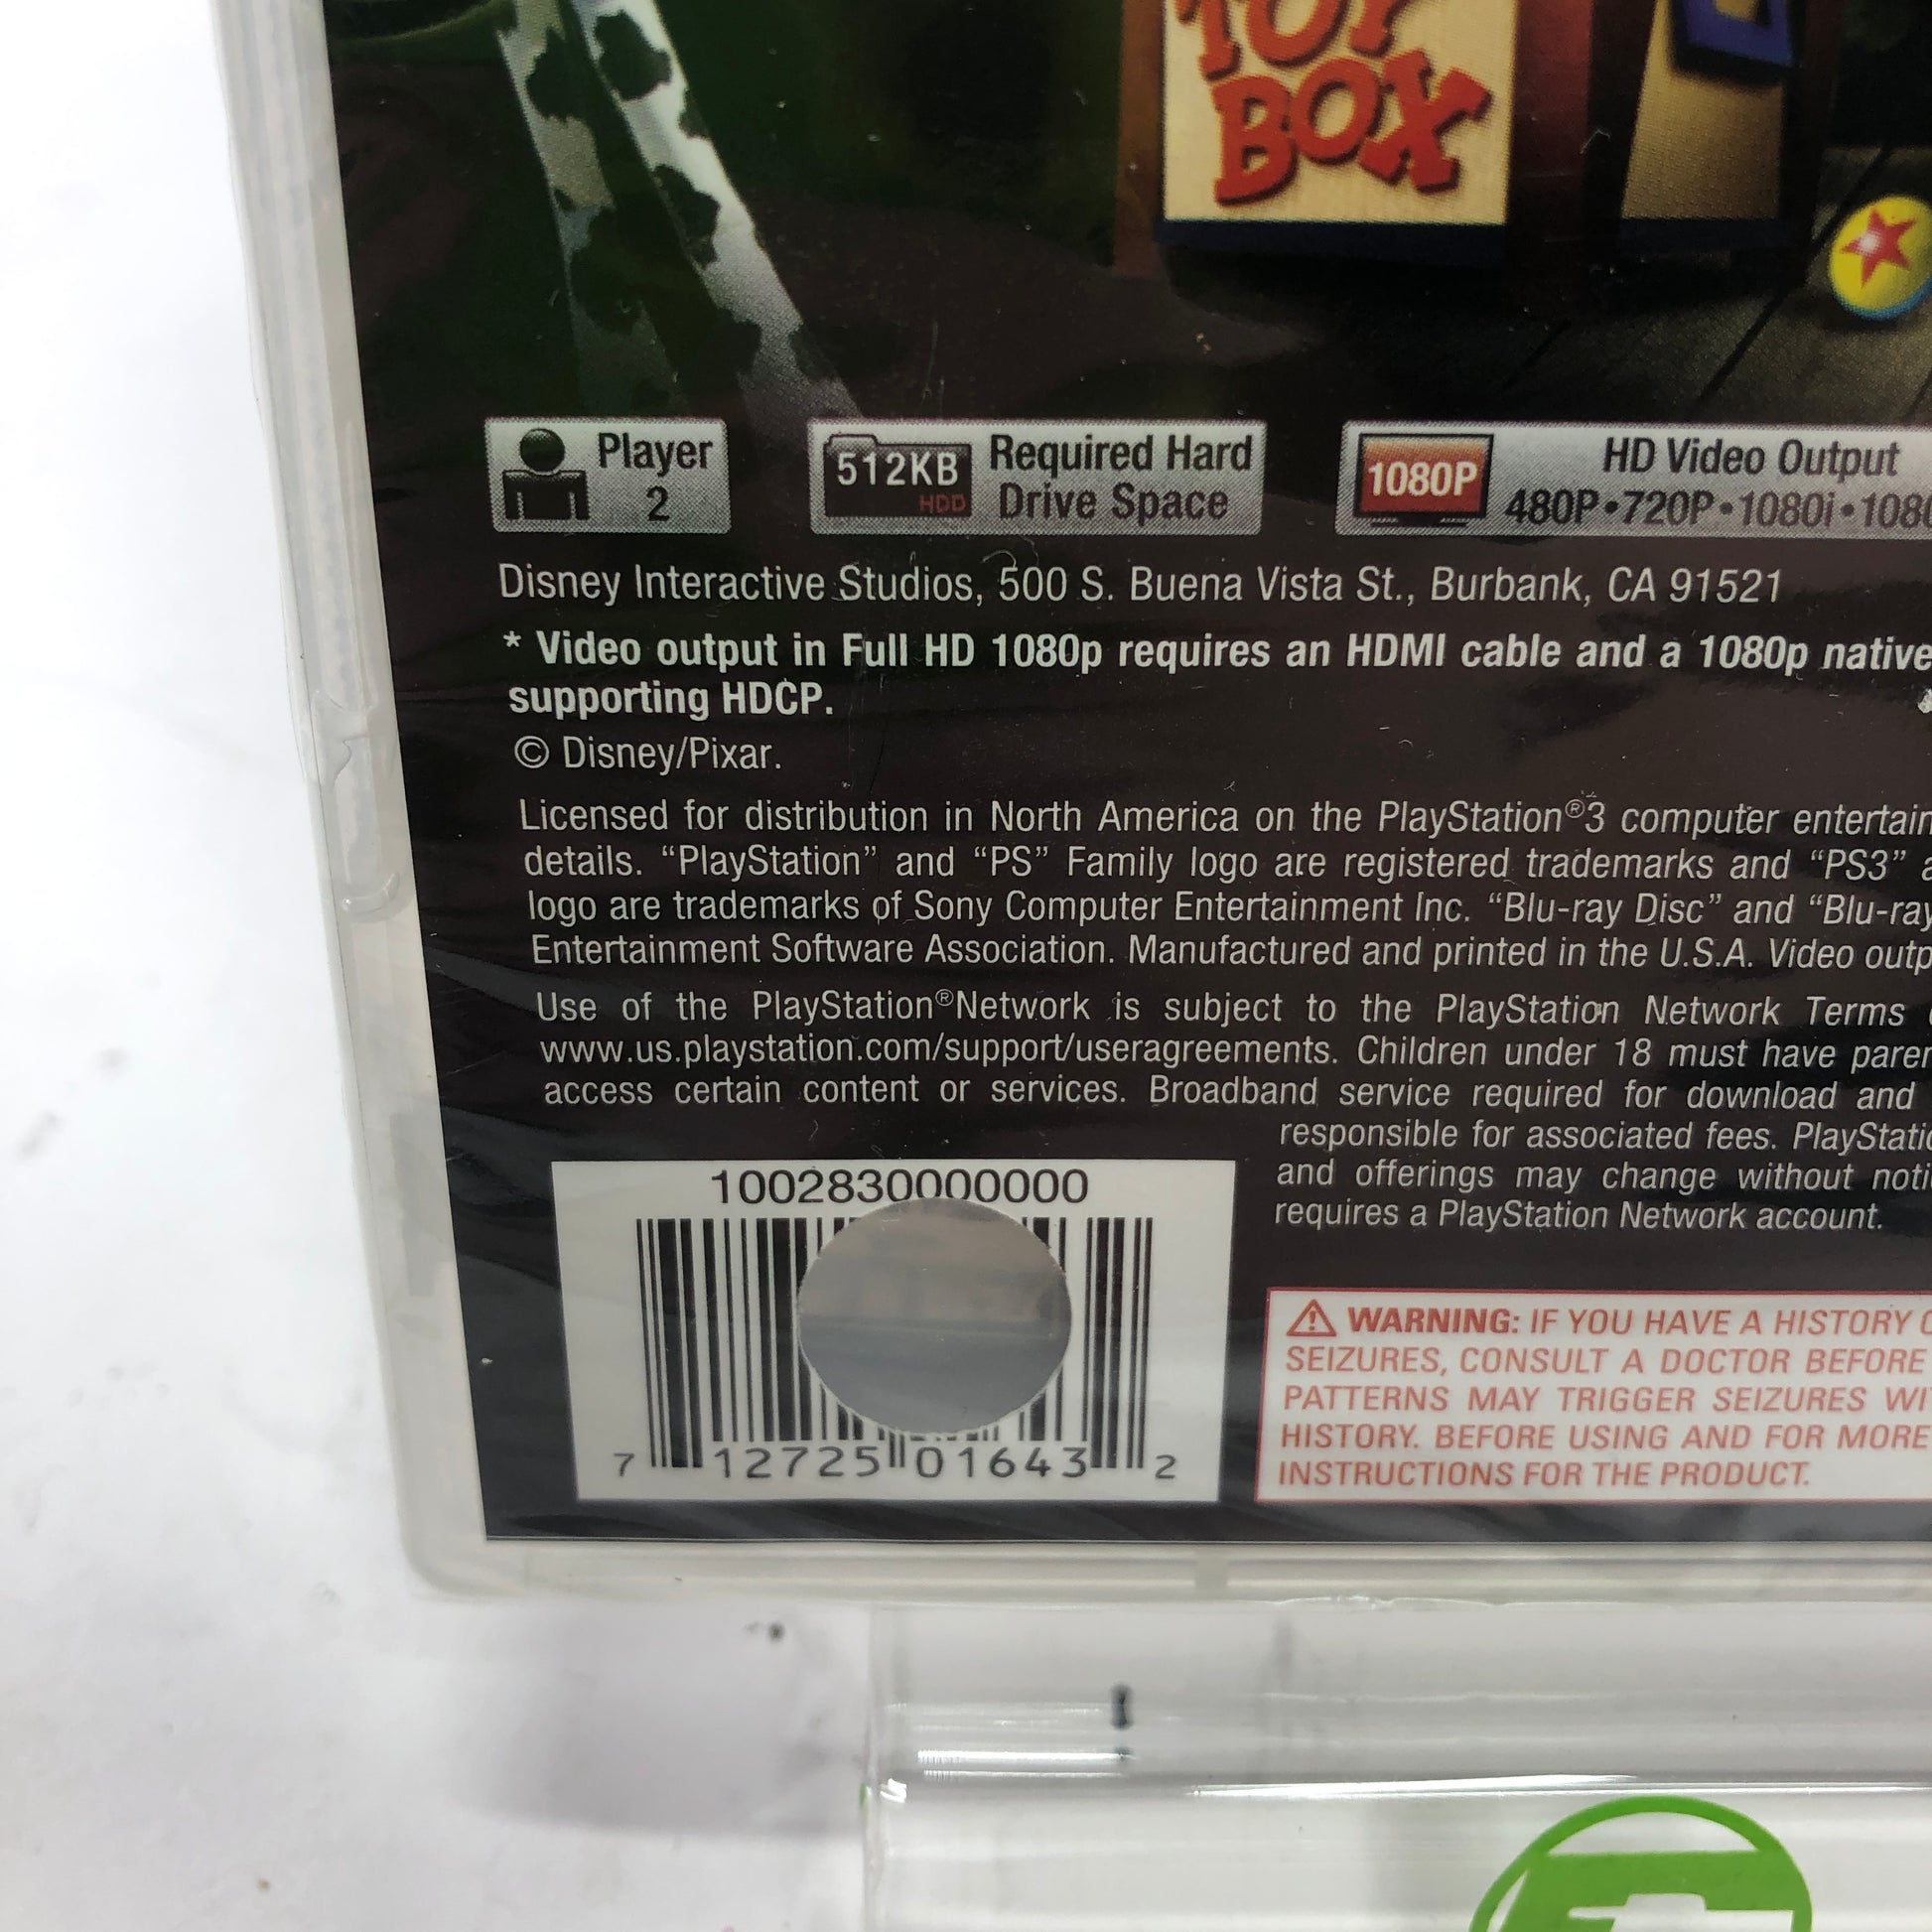 TOY
BOX
Player
2
512KB
HDD
Required Hard
Drive Space
1080P
HD Video Output
480P•720P•1080i•
Disney Interactive Studios, 500 S. Buena Vista St., Burbank, CA 91521
* Video output in Full HD 1080p requires an HDMI cable and a 1080p native
supporting HDCP.
© Disney/Pixar.
Licensed for distribution in North America on the PlayStation®3 computer
details. “PlayStation” and “PS” Family logo are registered trademarks and “PS3”
logo are trademarks of Sony Computer Entertainment Inc. “Blu-ray Disc” and “Blu-ray
Entertainment Software Association. Manufactured and printed in the U.S.A. Video
Use of the PlayStation®Network is subject to the PlayStation Network Terms
www.us.playstation.com/support/useragreements. Children under 18 must have
access certain content or services. Broadband service required for download and
responsible for associated fees.
and offerings may change without
requires a PlayStation Network account.
1002830000000
7 12725 01643 2
⚠ WARNING: IF YOU HAVE A HISTORY
SEIZURES, CONSULT A DOCTOR BEFORE
PATTERNS MAY TRIGGER SEIZURES
HISTORY. BEFORE USING AND FOR MORE
INSTRUCTIONS FOR THE PRODUCT.